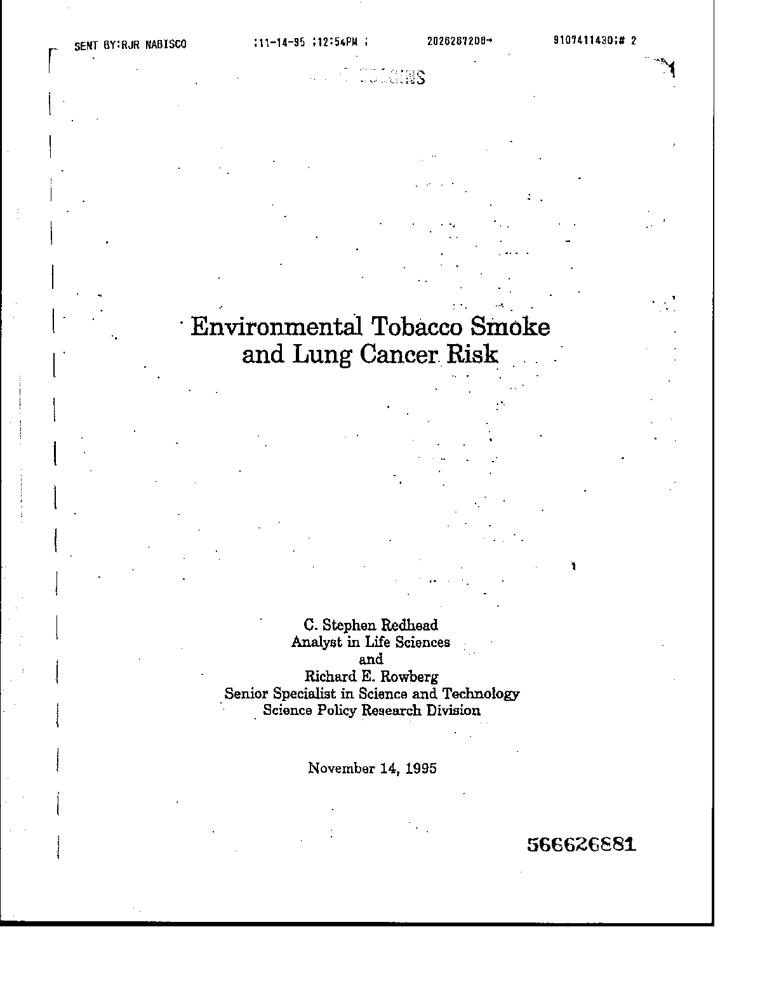 SENT BY:RJR NABISCO ;11-14-95 ;12:54PM ; 2026267208→ 9107411430;# 2
Environmental Tobacco Smoke
and Lung Cancer Risk
C. Stephen Redhead
Analyst in Life Sciences
and
Richard E. Rowberg
Senior Specialist in Science and Technology
Science Policy Research Division
November 14, 1995
566626881